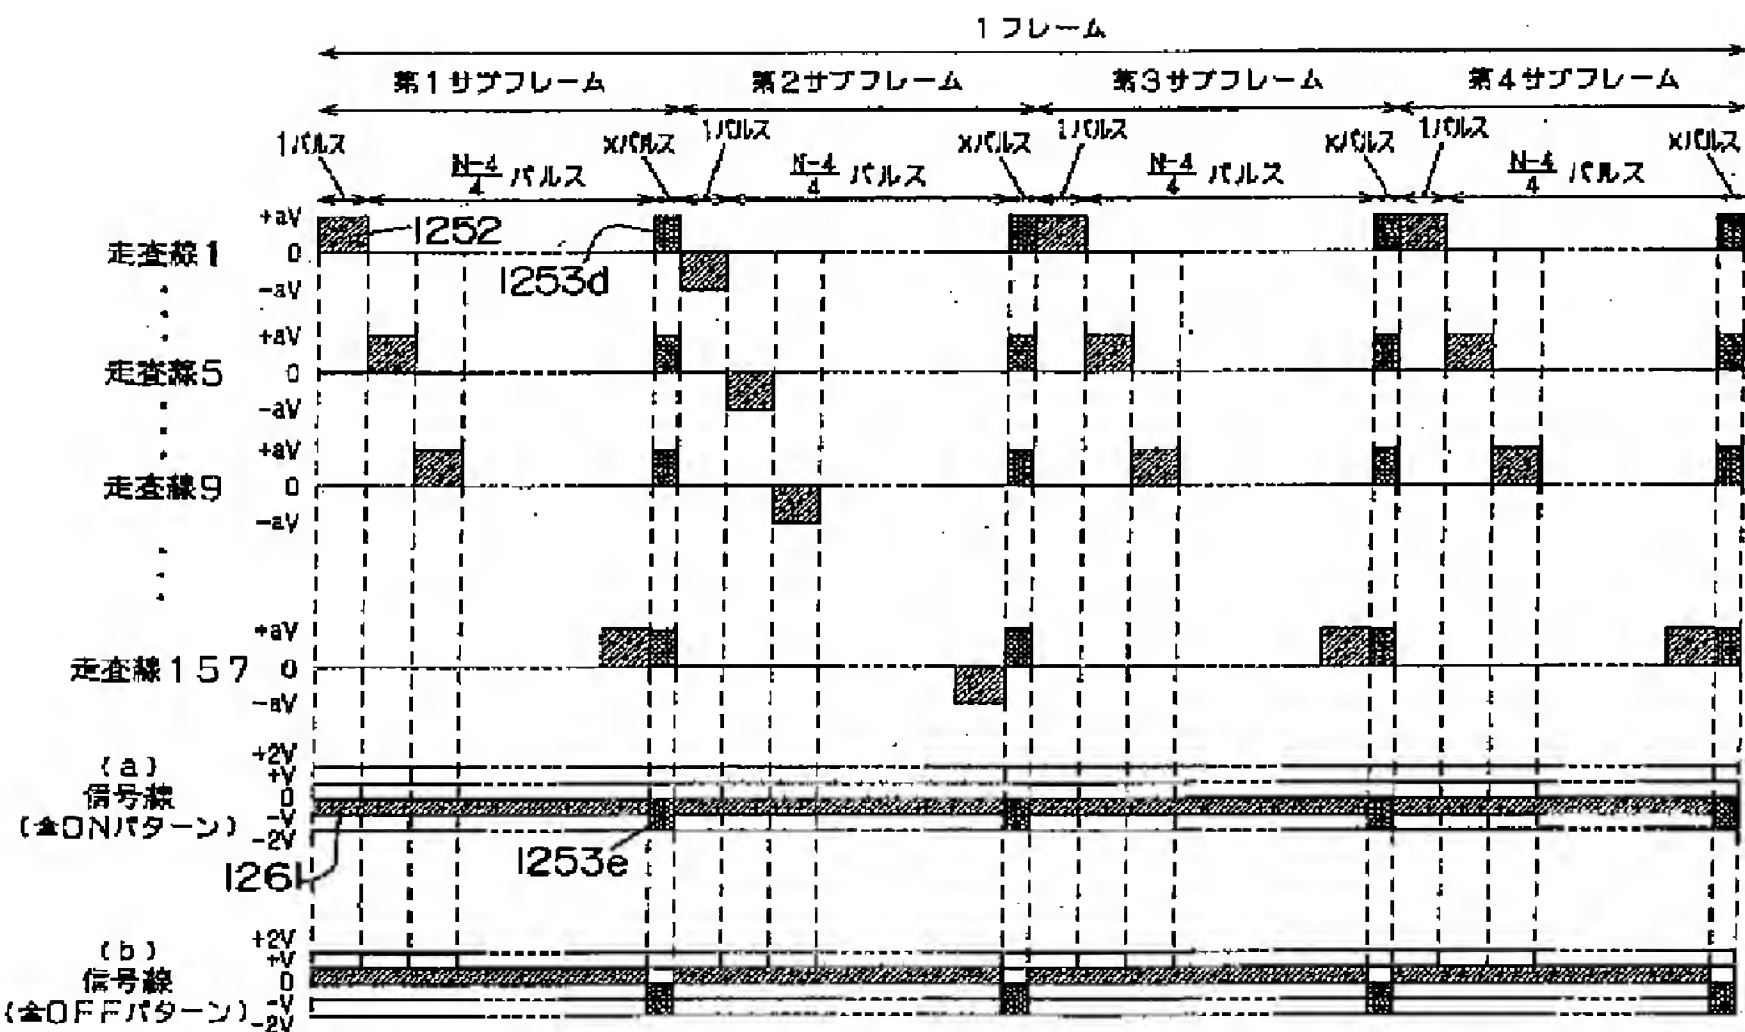 1フレーム
第1サブフレーム 第2サブフレーム 第3サブフレーム 第4サブフレーム
1パルス N-4/4 パルス xパルス 1パルス N-4/4 パルス xパルス 1パルス N-4/4 パルス xパルス 1パルス N-4/4 パルス xパルス
+aV
走査線1 0
-aV
1252
1253d
+aV
走査線5 0
-aV
+aV
走査線9 0
-aV
+aV
走査線157 0
-aV
(a)
信号線
(全ONパターン)
+2V
+V
0
-V
-2V
1261
1253e
(b)
信号線
(全OFFパターン)
+2V
+V
0
-V
-2V